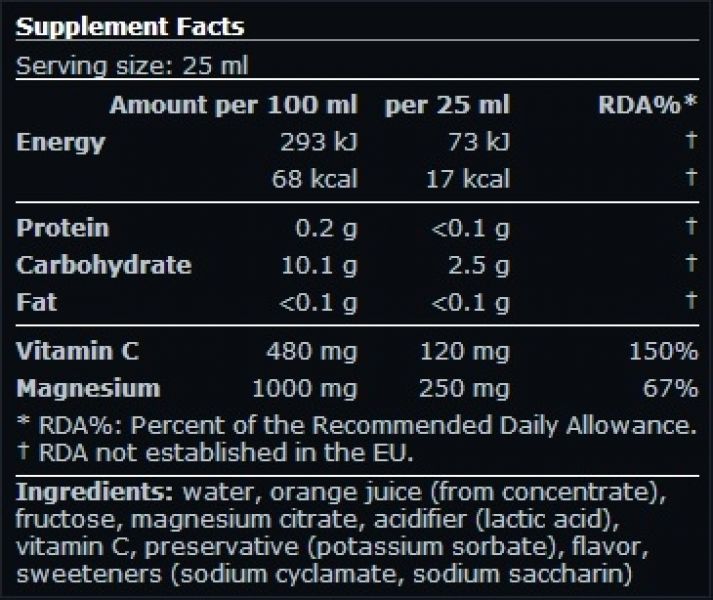 Supplement Facts
Serving size: 25 ml
Amount per 100 ml per 25 ml RDA%*
Energy 293 kJ 73 kJ †
68 kcal 17 kcal †
Protein 0.2 g <0.1 g †
Carbohydrate 10.1 g 2.5 g †
Fat <0.1 g <0.1 g †
Vitamin C 480 mg 120 mg 150%
Magnesium 1000 mg 250 mg 67%
* RDA%: Percent of the Recommended Daily Allowance.
† RDA not established in the EU.
Ingredients: water, orange juice (from concentrate),
fructose, magnesium citrate, acidifier (lactic acid),
vitamin C, preservative (potassium sorbate), flavor,
sweeteners (sodium cyclamate, sodium saccharin)